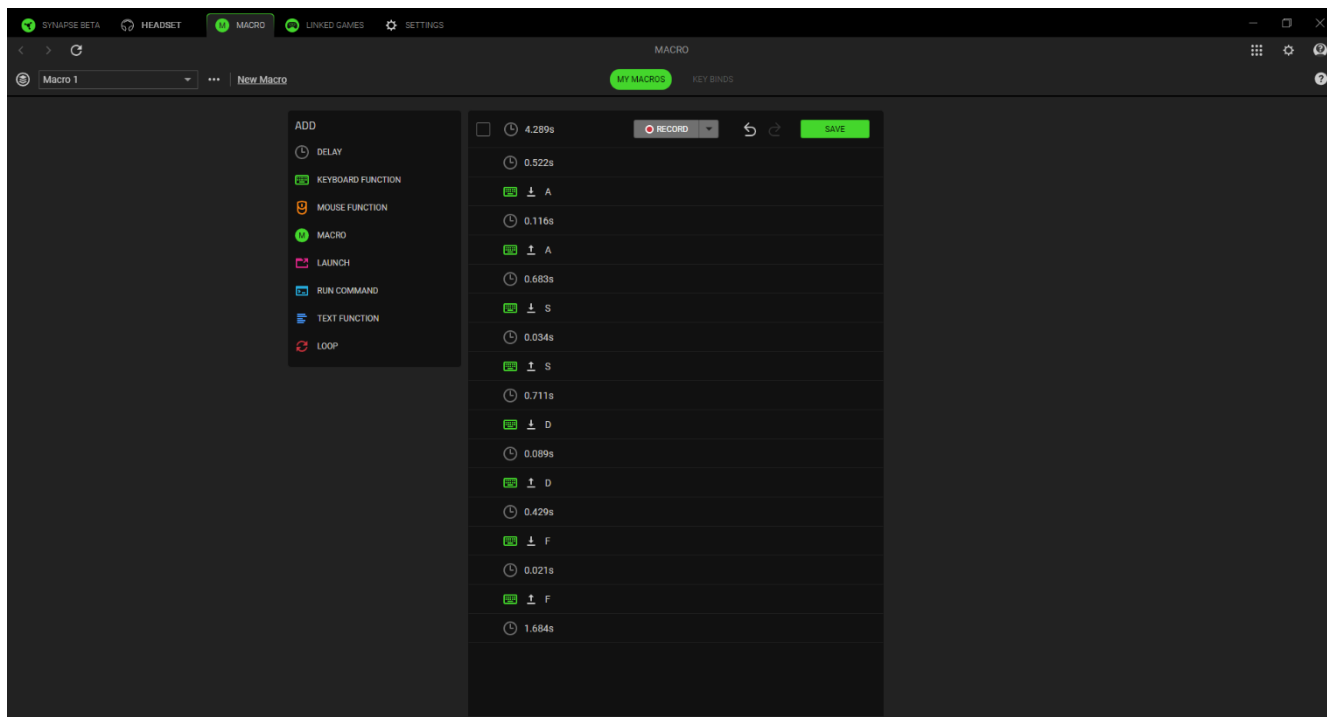 SYNAPSE BETA HEADSET M MACRO LINKED GAMES SETTINGS
MACRO
Macro 1 ••• New Macro MY MACROS KEY BINDS ?
ADD
DELAY
KEYBOARD FUNCTION
MOUSE FUNCTION
M MACRO
LAUNCH
RUN COMMAND
TEXT FUNCTION
LOOP
4.289s RECORD SAVE
0.522s
A
0.116s
A
0.683s
S
0.034s
S
0.711s
D
0.089s
D
0.429s
F
0.021s
F
1.684s